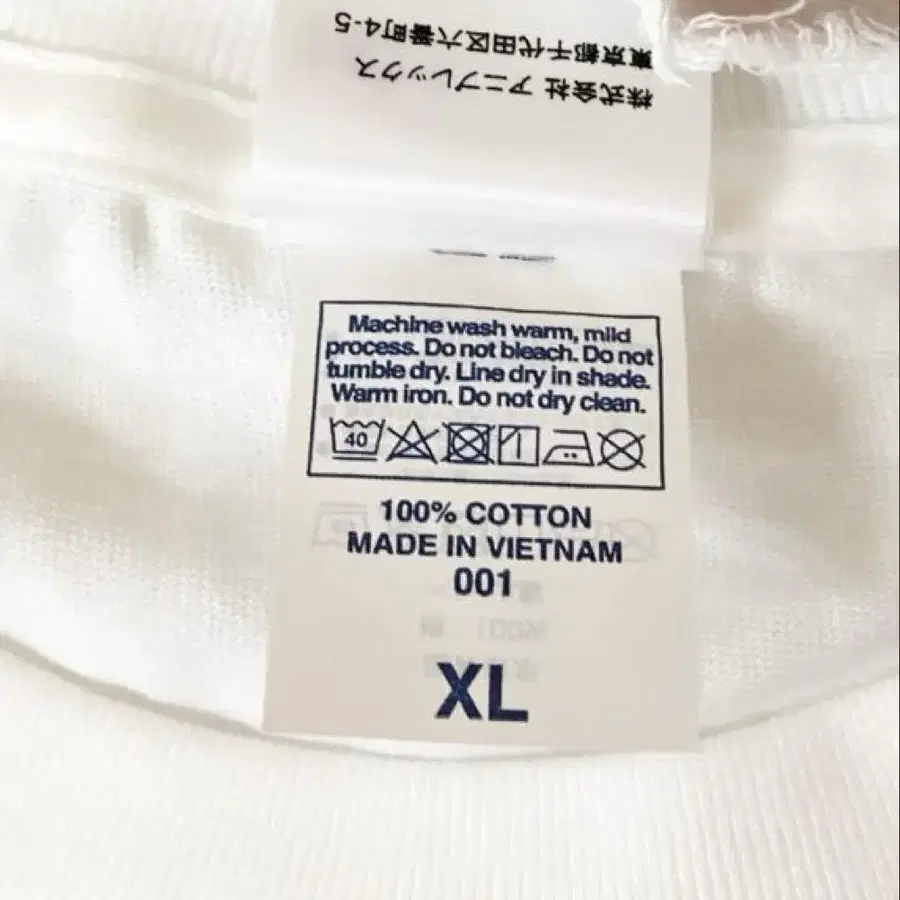 株式会社 アニプレックス
東京都千代田区六番町4-5
Machine wash warm, mild
process. Do not bleach. Do not
tumble dry. Line dry in shade.
Warm iron. Do not dry clean.
40
100% COTTON
MADE IN VIETNAM
001
XL